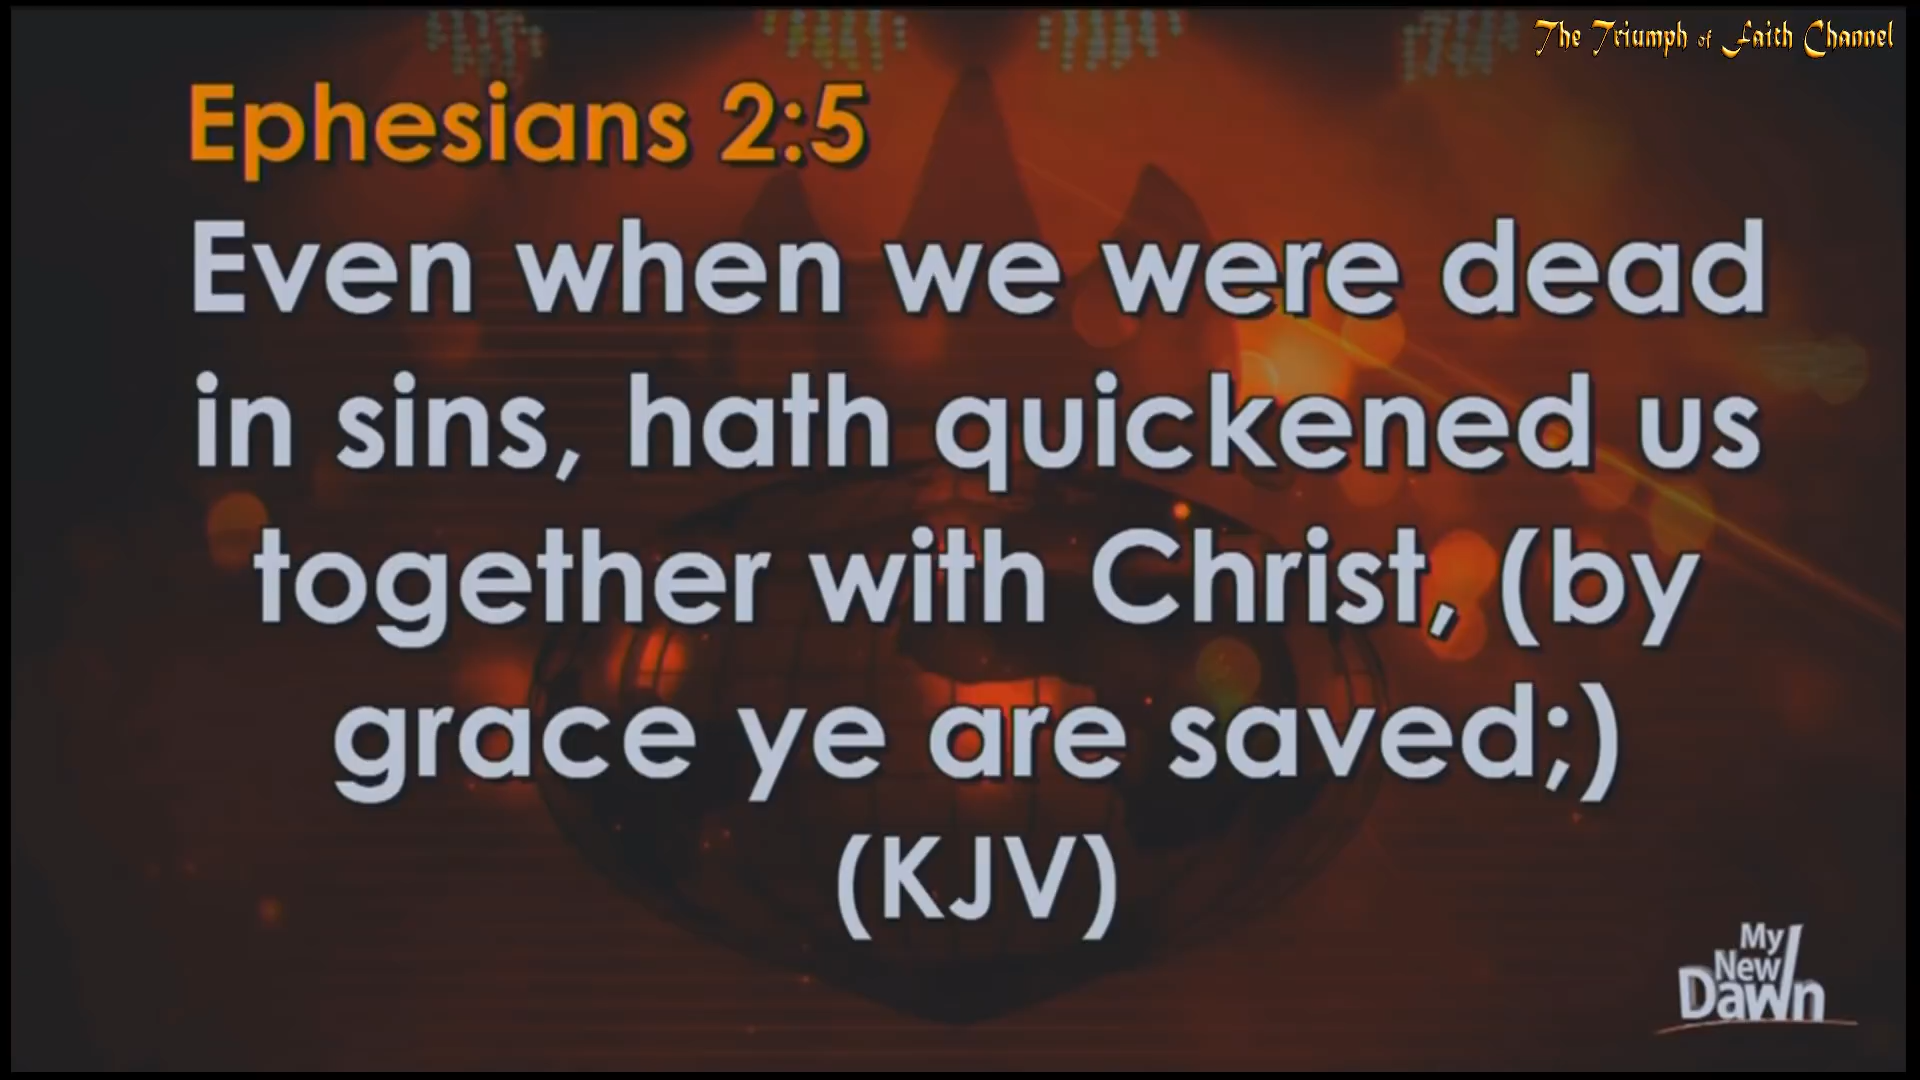 The Triumph of Faith Channel
Ephesians 2:5
Even when we were dead
in sins, hath quickened us
together with Christ, (by
grace ye are saved;)
(KJV)
My
New
Dawn